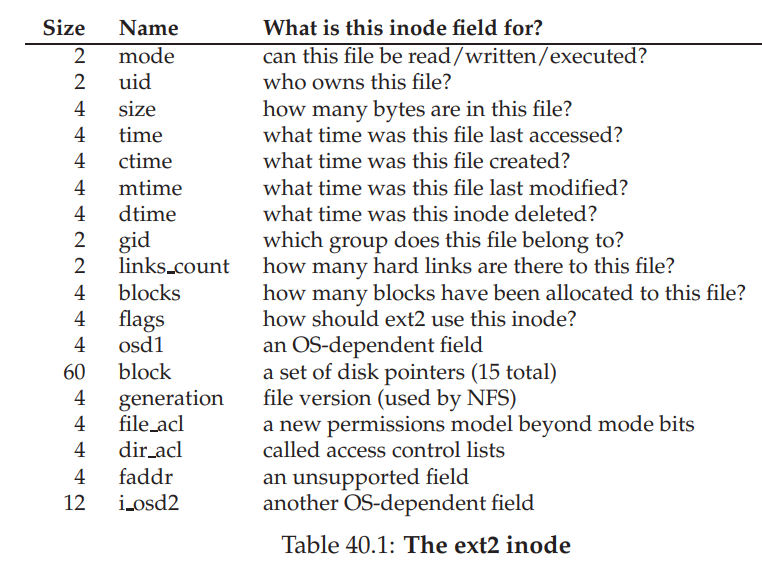 Size Name What is this inode field for?
2 mode can this file be read/written/executed?
2 uid who owns this file?
4 size how many bytes are in this file?
4 time what time was this file last accessed?
4 ctime what time was this file created?
4 mtime what time was this file last modified?
4 dtime what time was this inode deleted?
2 gid which group does this file belong to?
2 links_count how many hard links are there to this file?
4 blocks how many blocks have been allocated to this file?
4 flags how should ext2 use this inode?
4 osd1 an OS-dependent field
60 block a set of disk pointers (15 total)
4 generation file version (used by NFS)
4 file_acl a new permissions model beyond mode bits
4 dir_acl called access control lists
4 faddr an unsupported field
12 i_osd2 another OS-dependent field
Table 40.1: The ext2 inode